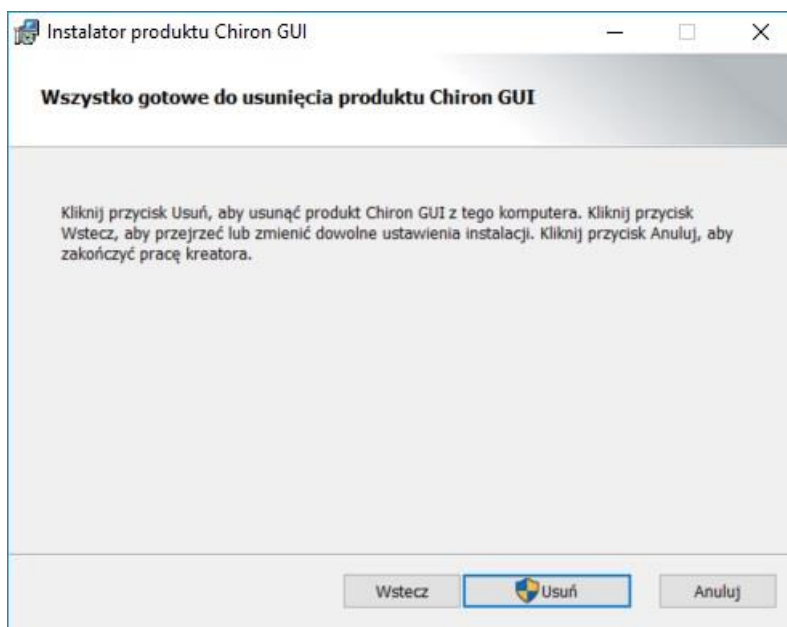 Instalator produktu Chiron GUI
Wszystko gotowe do usunięcia produktu Chiron GUI
Kliknij przycisk Usuń, aby usunąć produkt Chiron GUI z tego komputera. Kliknij przycisk
Wstecz, aby przejrzeć lub zmienić dowolne ustawienia instalacji. Kliknij przycisk Anuluj, aby
zakończyć pracę kreatora.
Wstecz Usuń Anuluj